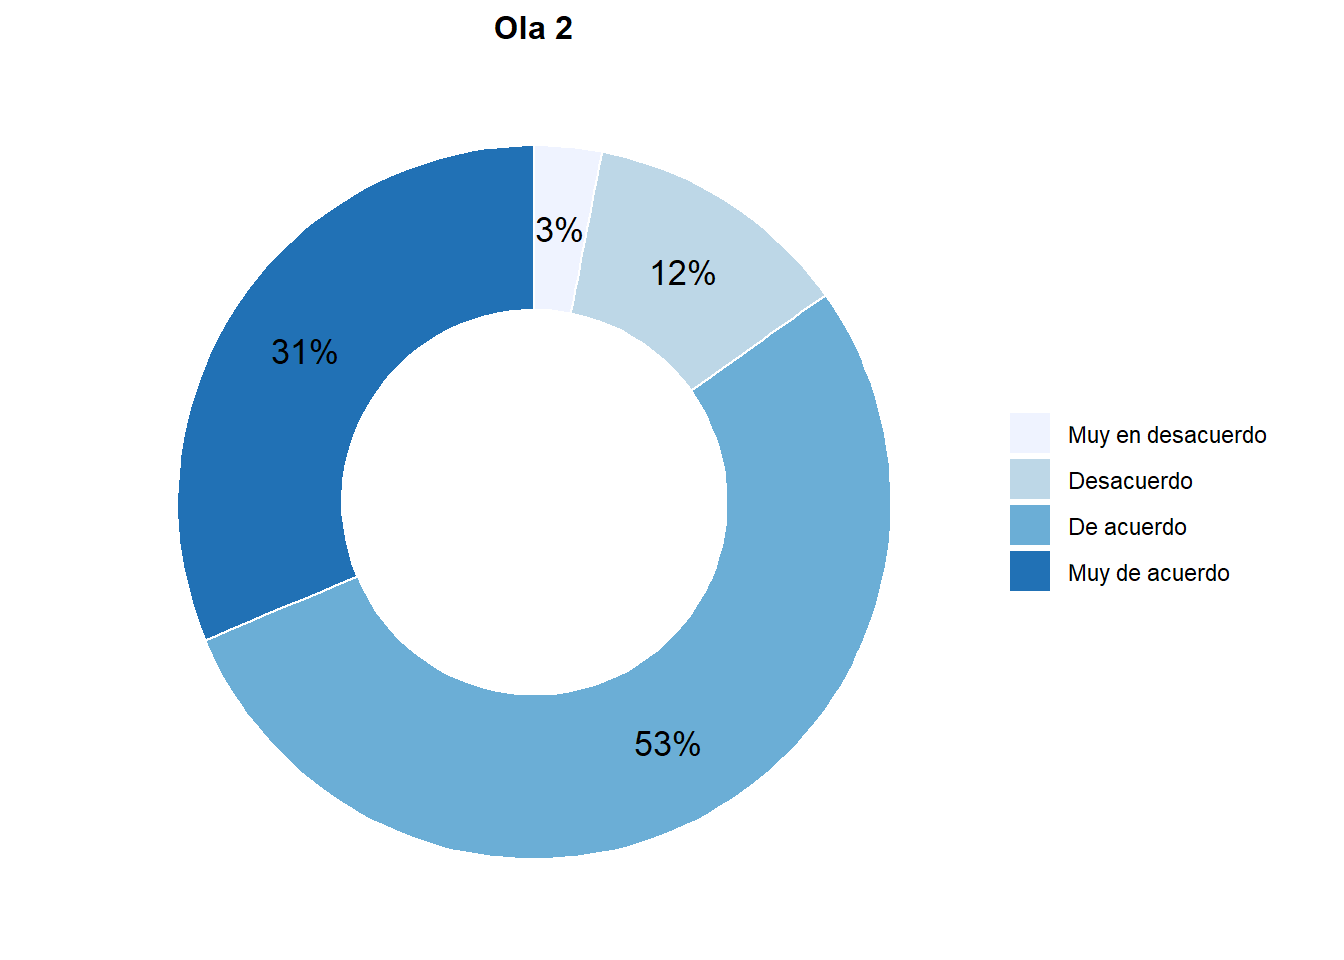 Ola 2
3%
12%
31%
53%
Muy en desacuerdo
Desacuerdo
De acuerdo
Muy de acuerdo